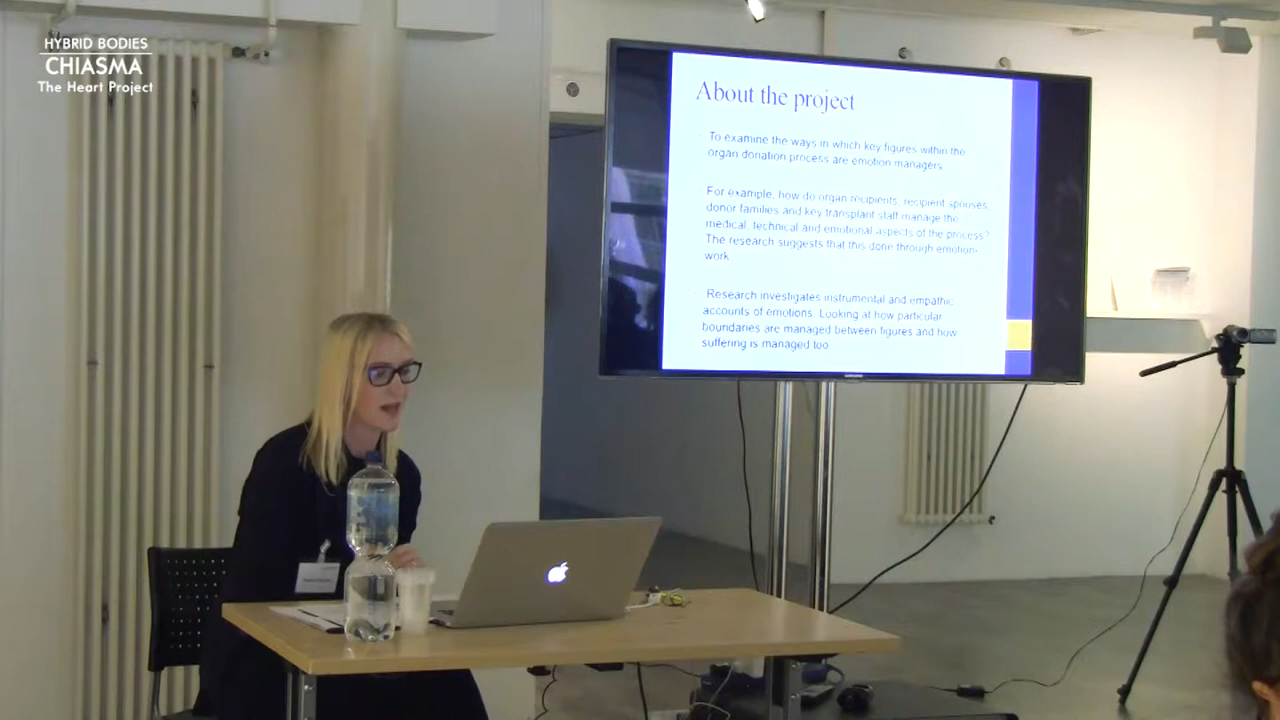 HYBRID BODIES
CHIASMA
The Heart Project
About the project
To examine the ways in which key figures within the
organ donation process are emotion managers.
For example, how do organ recipients, recipient spouses,
donor families and key transplant staff manage the
medical, technical and emotional aspects of the process?
The research suggests that this done through emotion-
work.
Research investigates instrumental and empathic
accounts of emotions. Looking at how particular
boundaries are managed between figures and how
suffering is managed too.
SAMSUNG